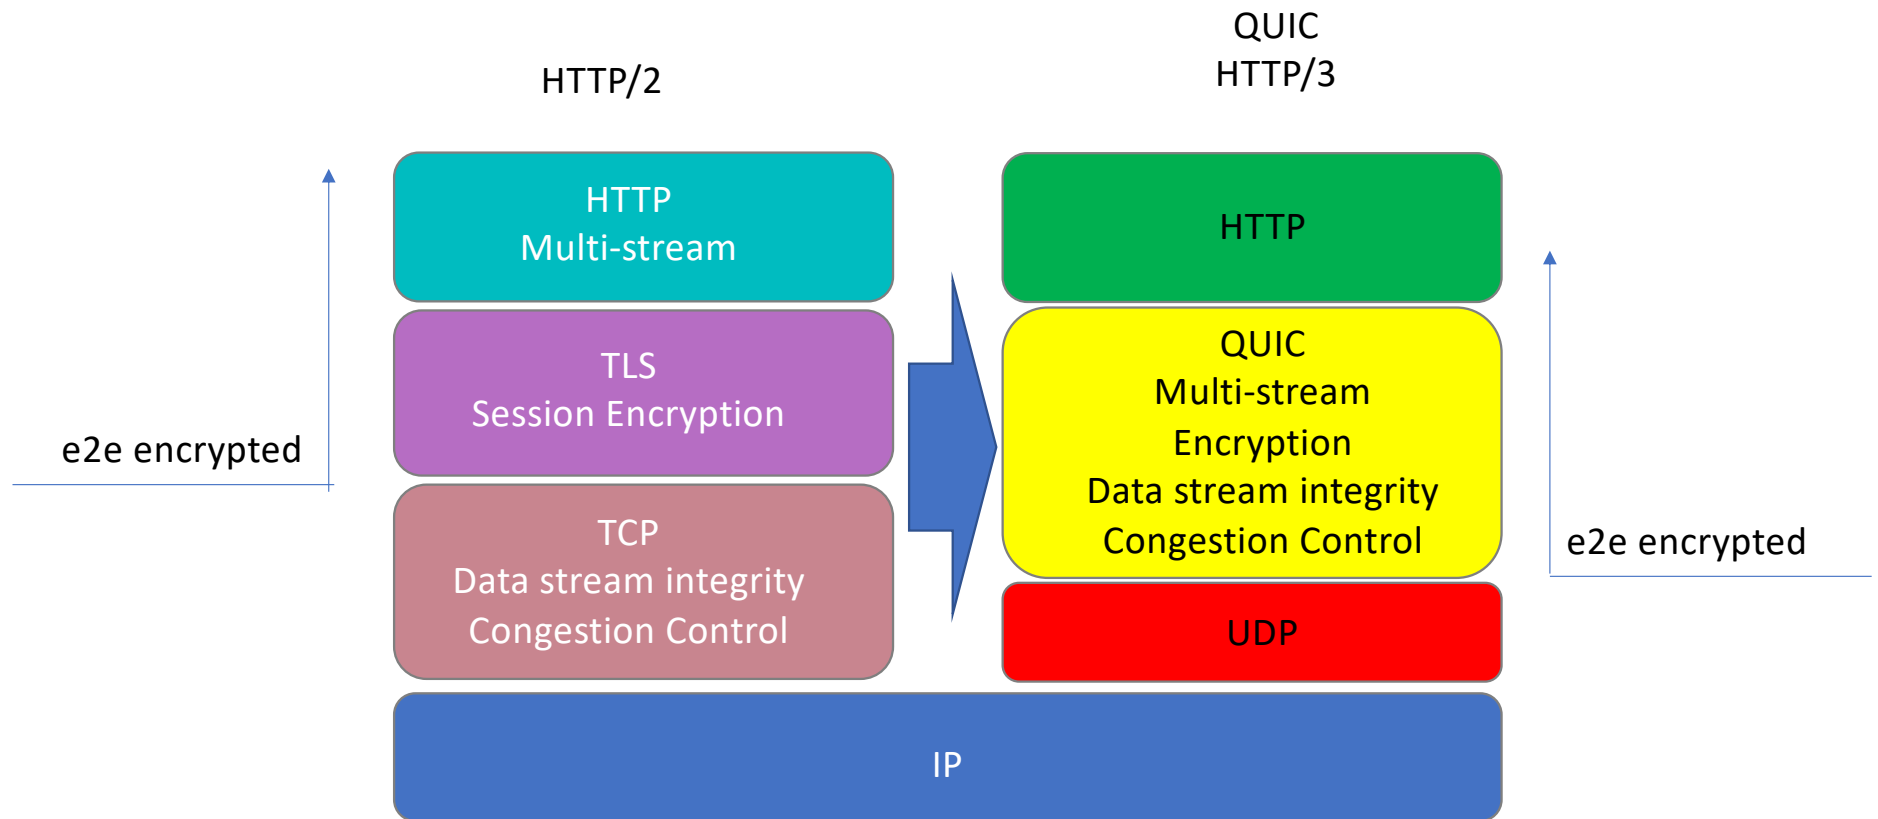 HTTP/2
QUIC
HTTP/3
HTTP
Multi-stream
TLS
Session Encryption
e2e encrypted
TCP
Data stream integrity
Congestion Control
HTTP
QUIC
Multi-stream
Encryption
Data stream integrity
Congestion Control
e2e encrypted
UDP
IP